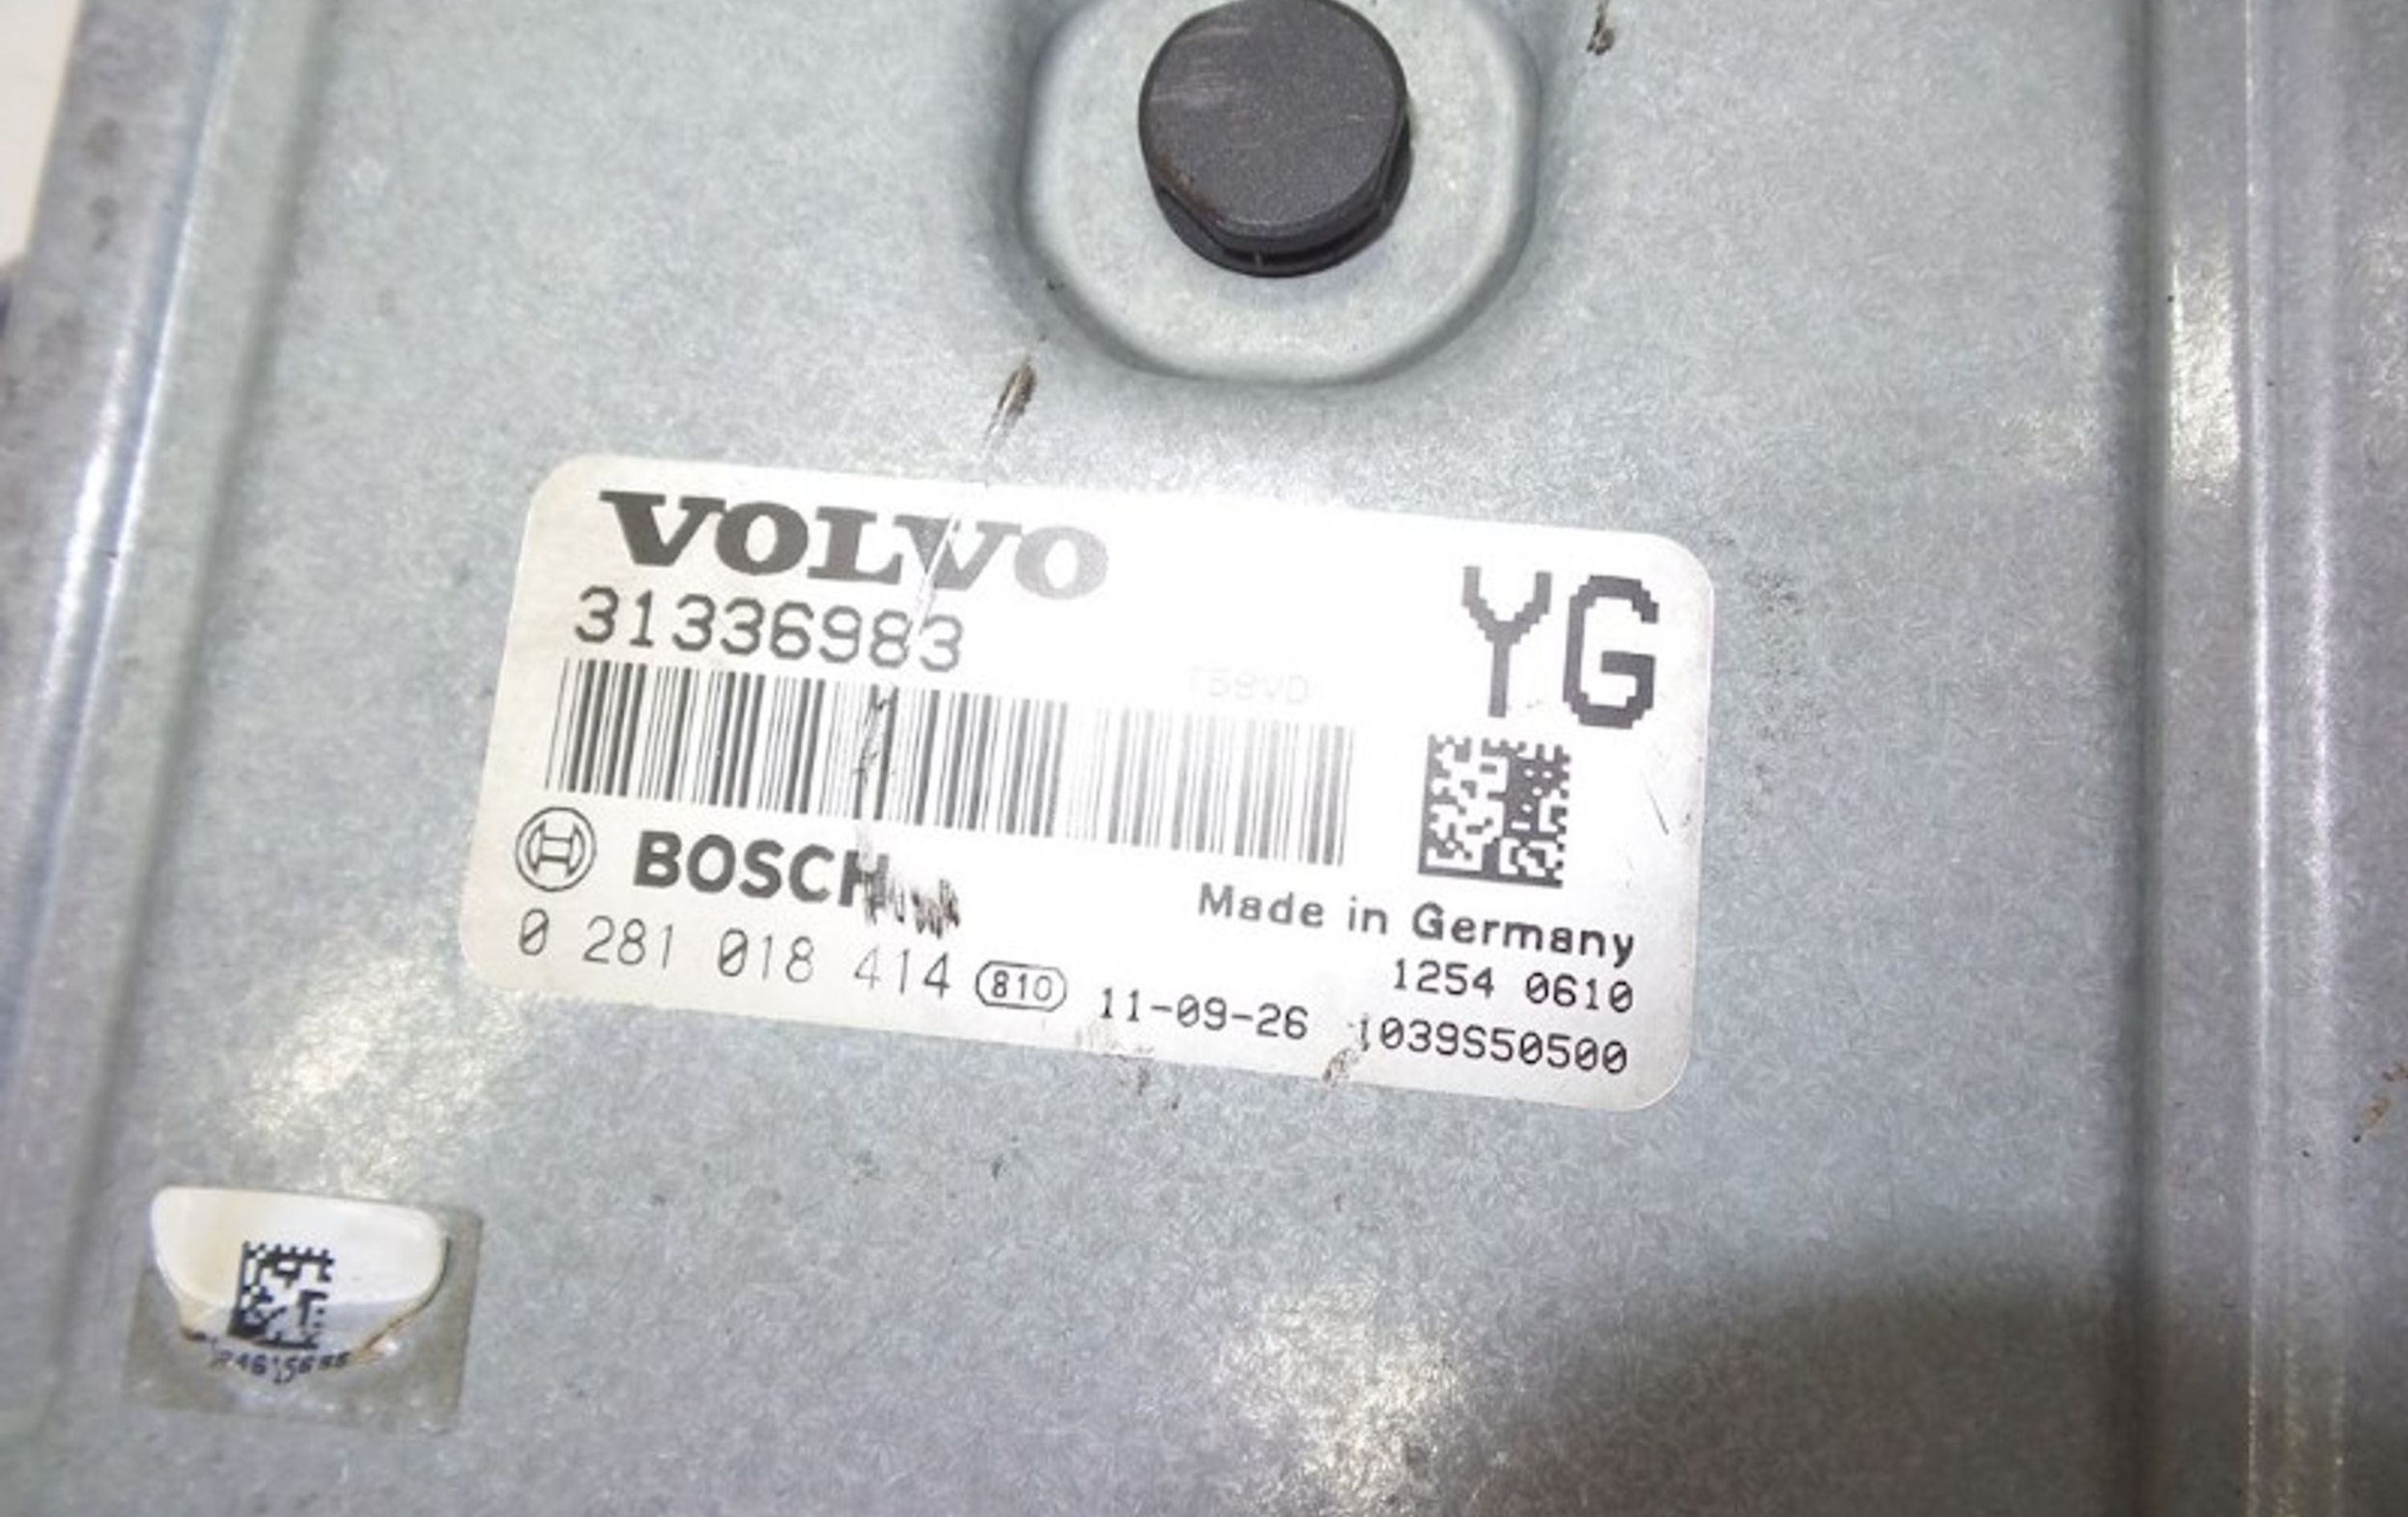 VOLVO
31336983
YG
BOSCH
Made in Germany
0 281 018 414 810 11-09-26
1254 0610
1039S50500